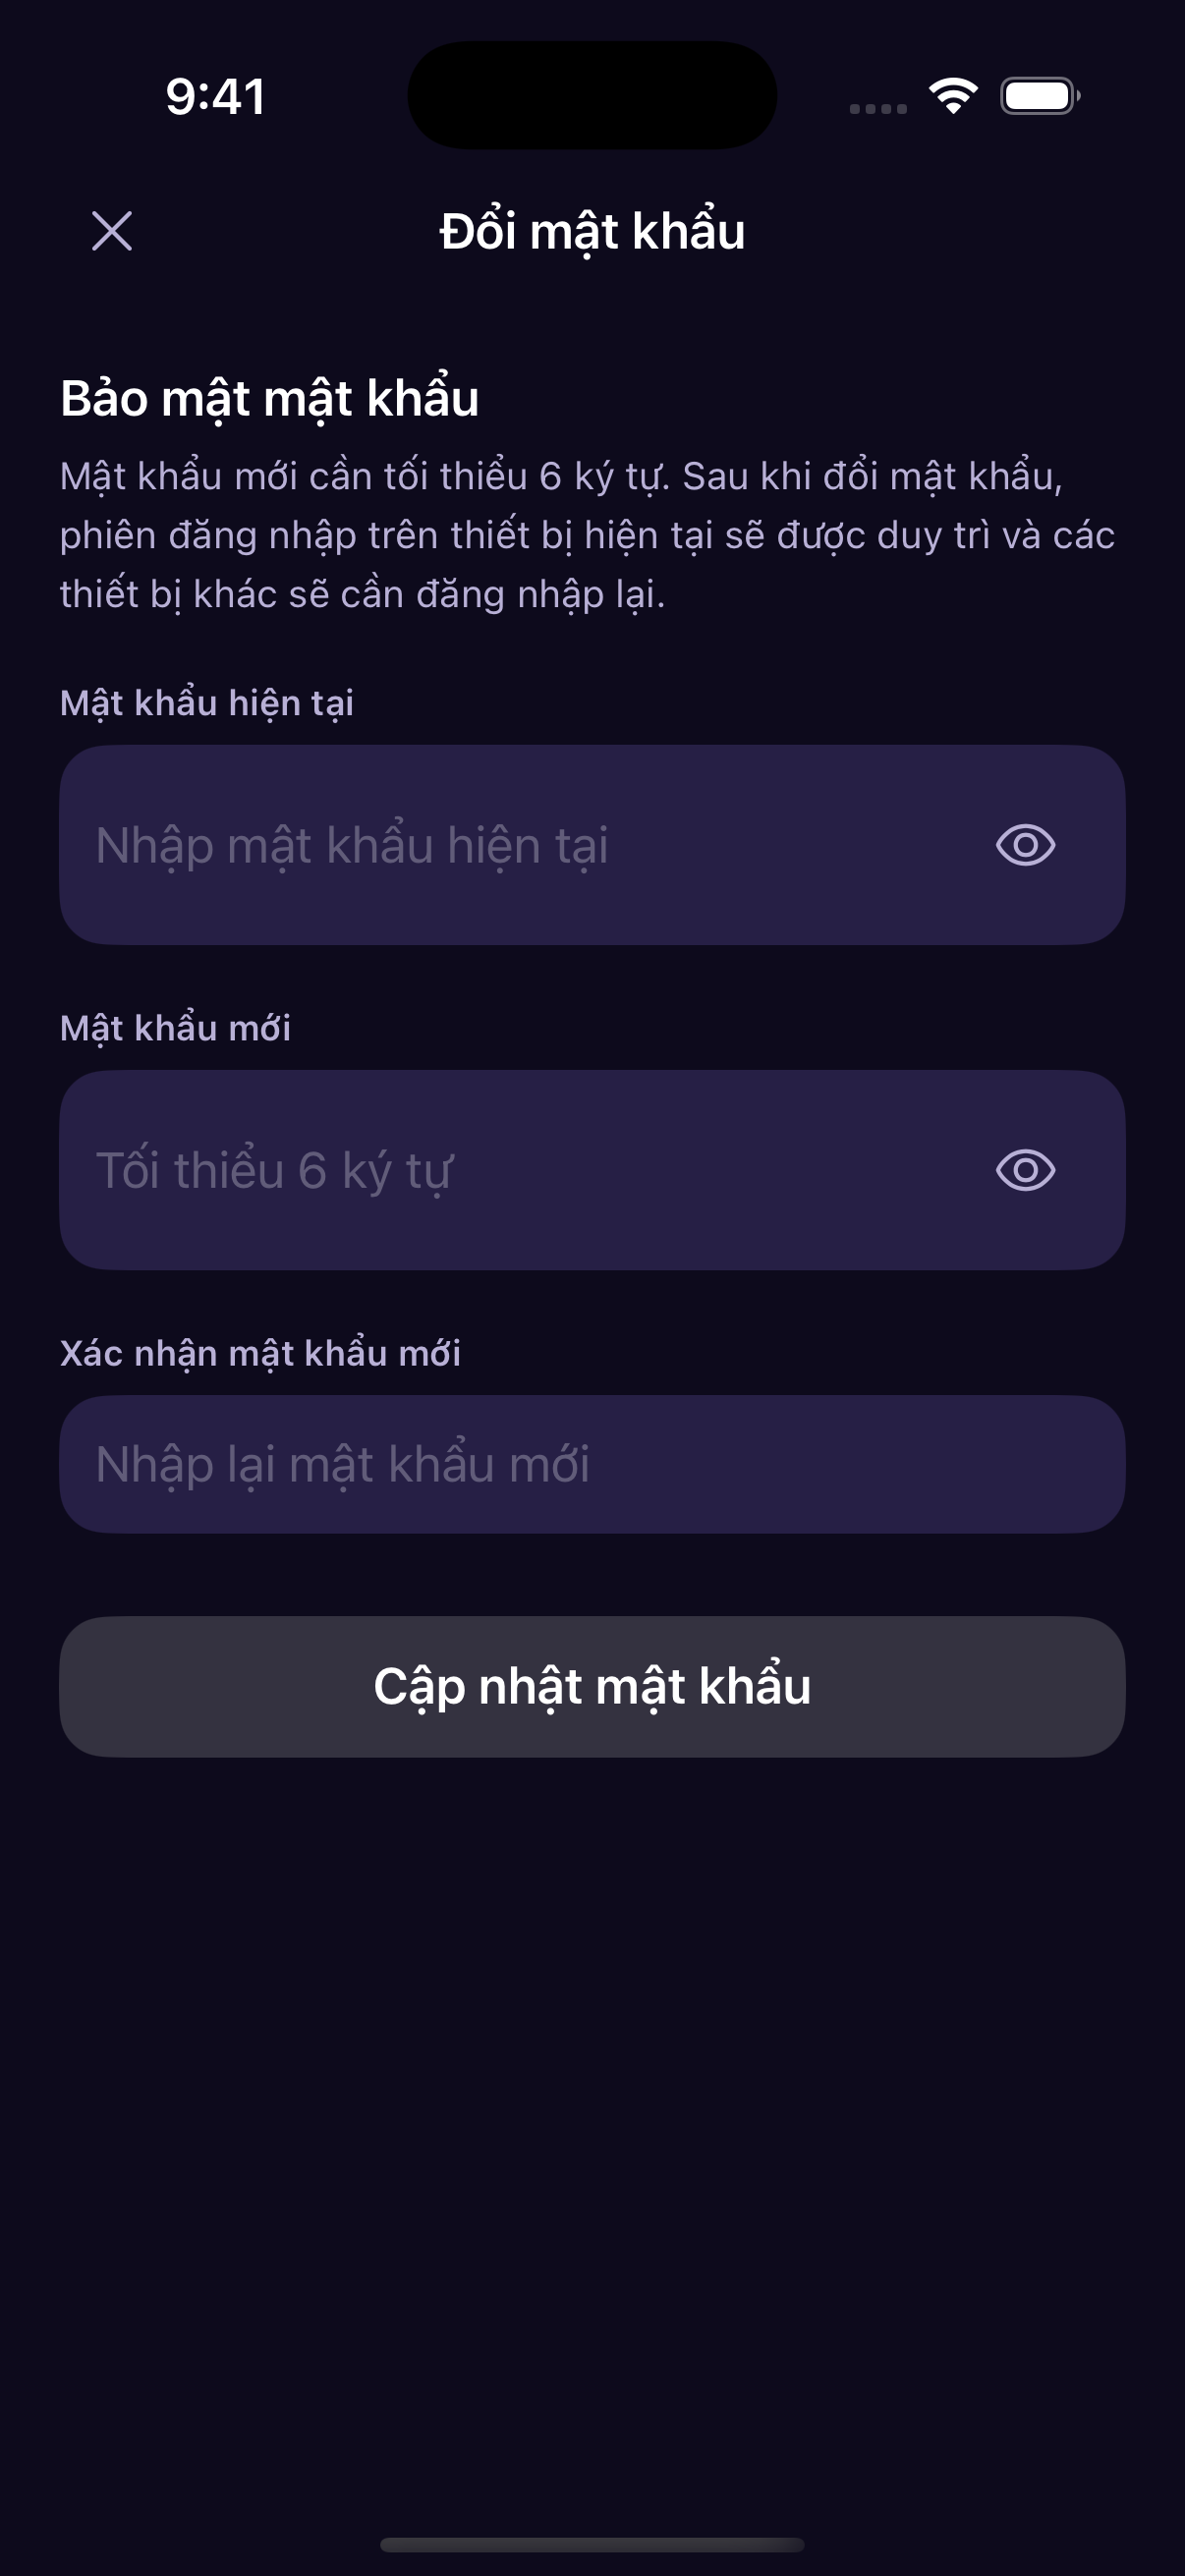 9:41
Đổi mật khẩu
Bảo mật mật khẩu
Mật khẩu mới cần tối thiểu 6 ký tự. Sau khi đổi mật khẩu,
phiên đăng nhập trên thiết bị hiện tại sẽ được duy trì và các
thiết bị khác sẽ cần đăng nhập lại.
Mật khẩu hiện tại
Nhập mật khẩu hiện tại
Mật khẩu mới
Tối thiểu 6 ký tự
Xác nhận mật khẩu mới
Nhập lại mật khẩu mới
Cập nhật mật khẩu